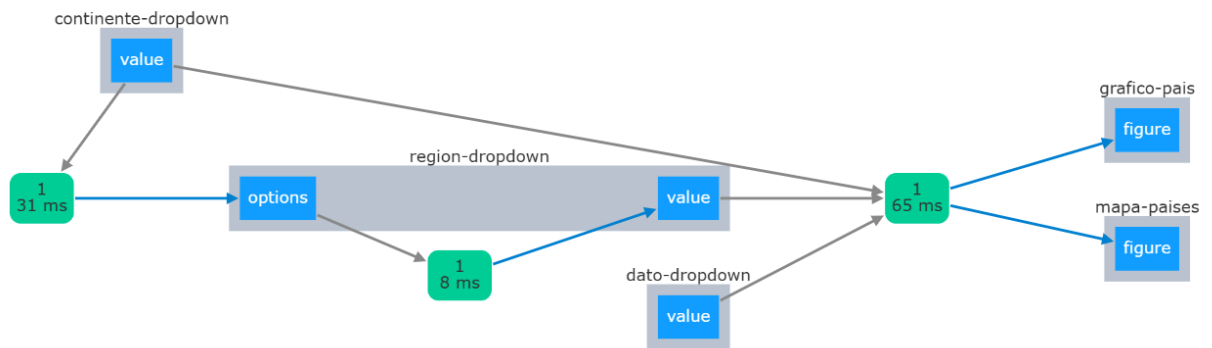 continente-dropdown
value
grafico-pais
figure
region-dropdown
1
31 ms
options
value
1
65 ms
mapa-paises
figure
1
8 ms
dato-dropdown
value